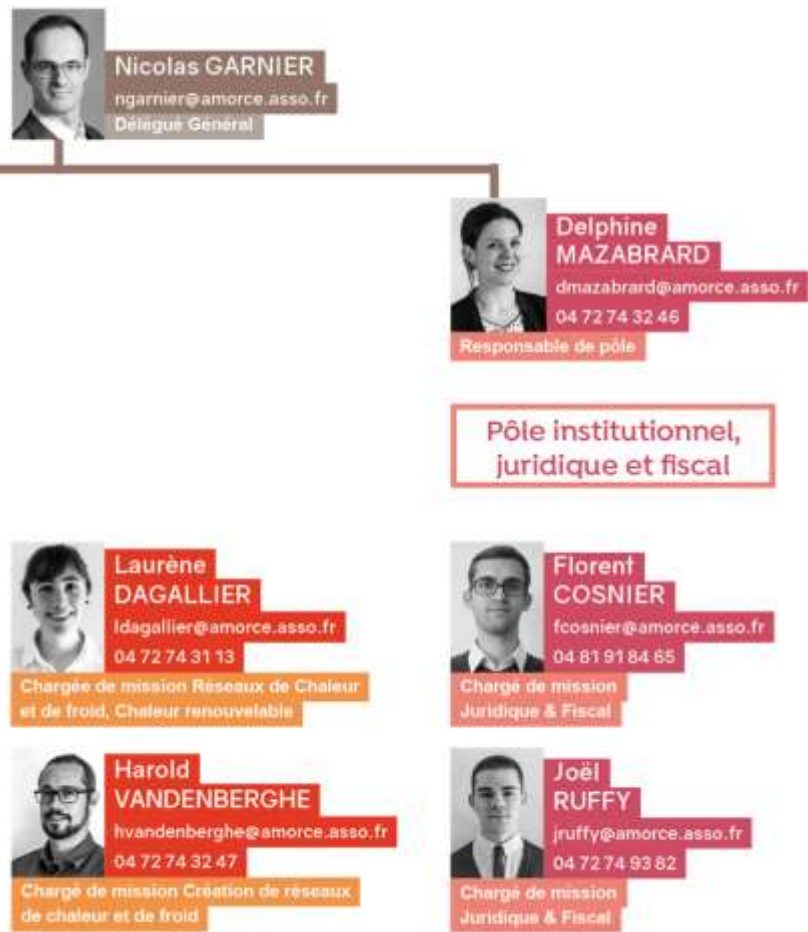 Nicolas GARNIER
ngarnier@amorce.asso.fr
Délégué Général
Delphine
MAZABRARD
dmazabrard@amorce.asso.fr
04 72 74 32 46
Responsable de pôle
Pôle institutionnel,
juridique et fiscal
Laurène
DAGALLIER
ldagallier@amorce.asso.fr
04 72 74 31 13
Chargée de mission Réseaux de Chaleur
et de froid, Chaleur renouvelable
Florent
COSNIER
fcosnier@amorce.asso.fr
04 81 91 84 65
Chargé de mission
Juridique & Fiscal
Harold
VANDENBERGHE
hvandenberghe@amorce.asso.fr
04 72 74 32 47
Chargé de mission Création de réseaux
de chaleur et de froid
Joël
RUFFY
jruffy@amorce.asso.fr
04 72 74 93 82
Chargé de mission
Juridique & Fiscal